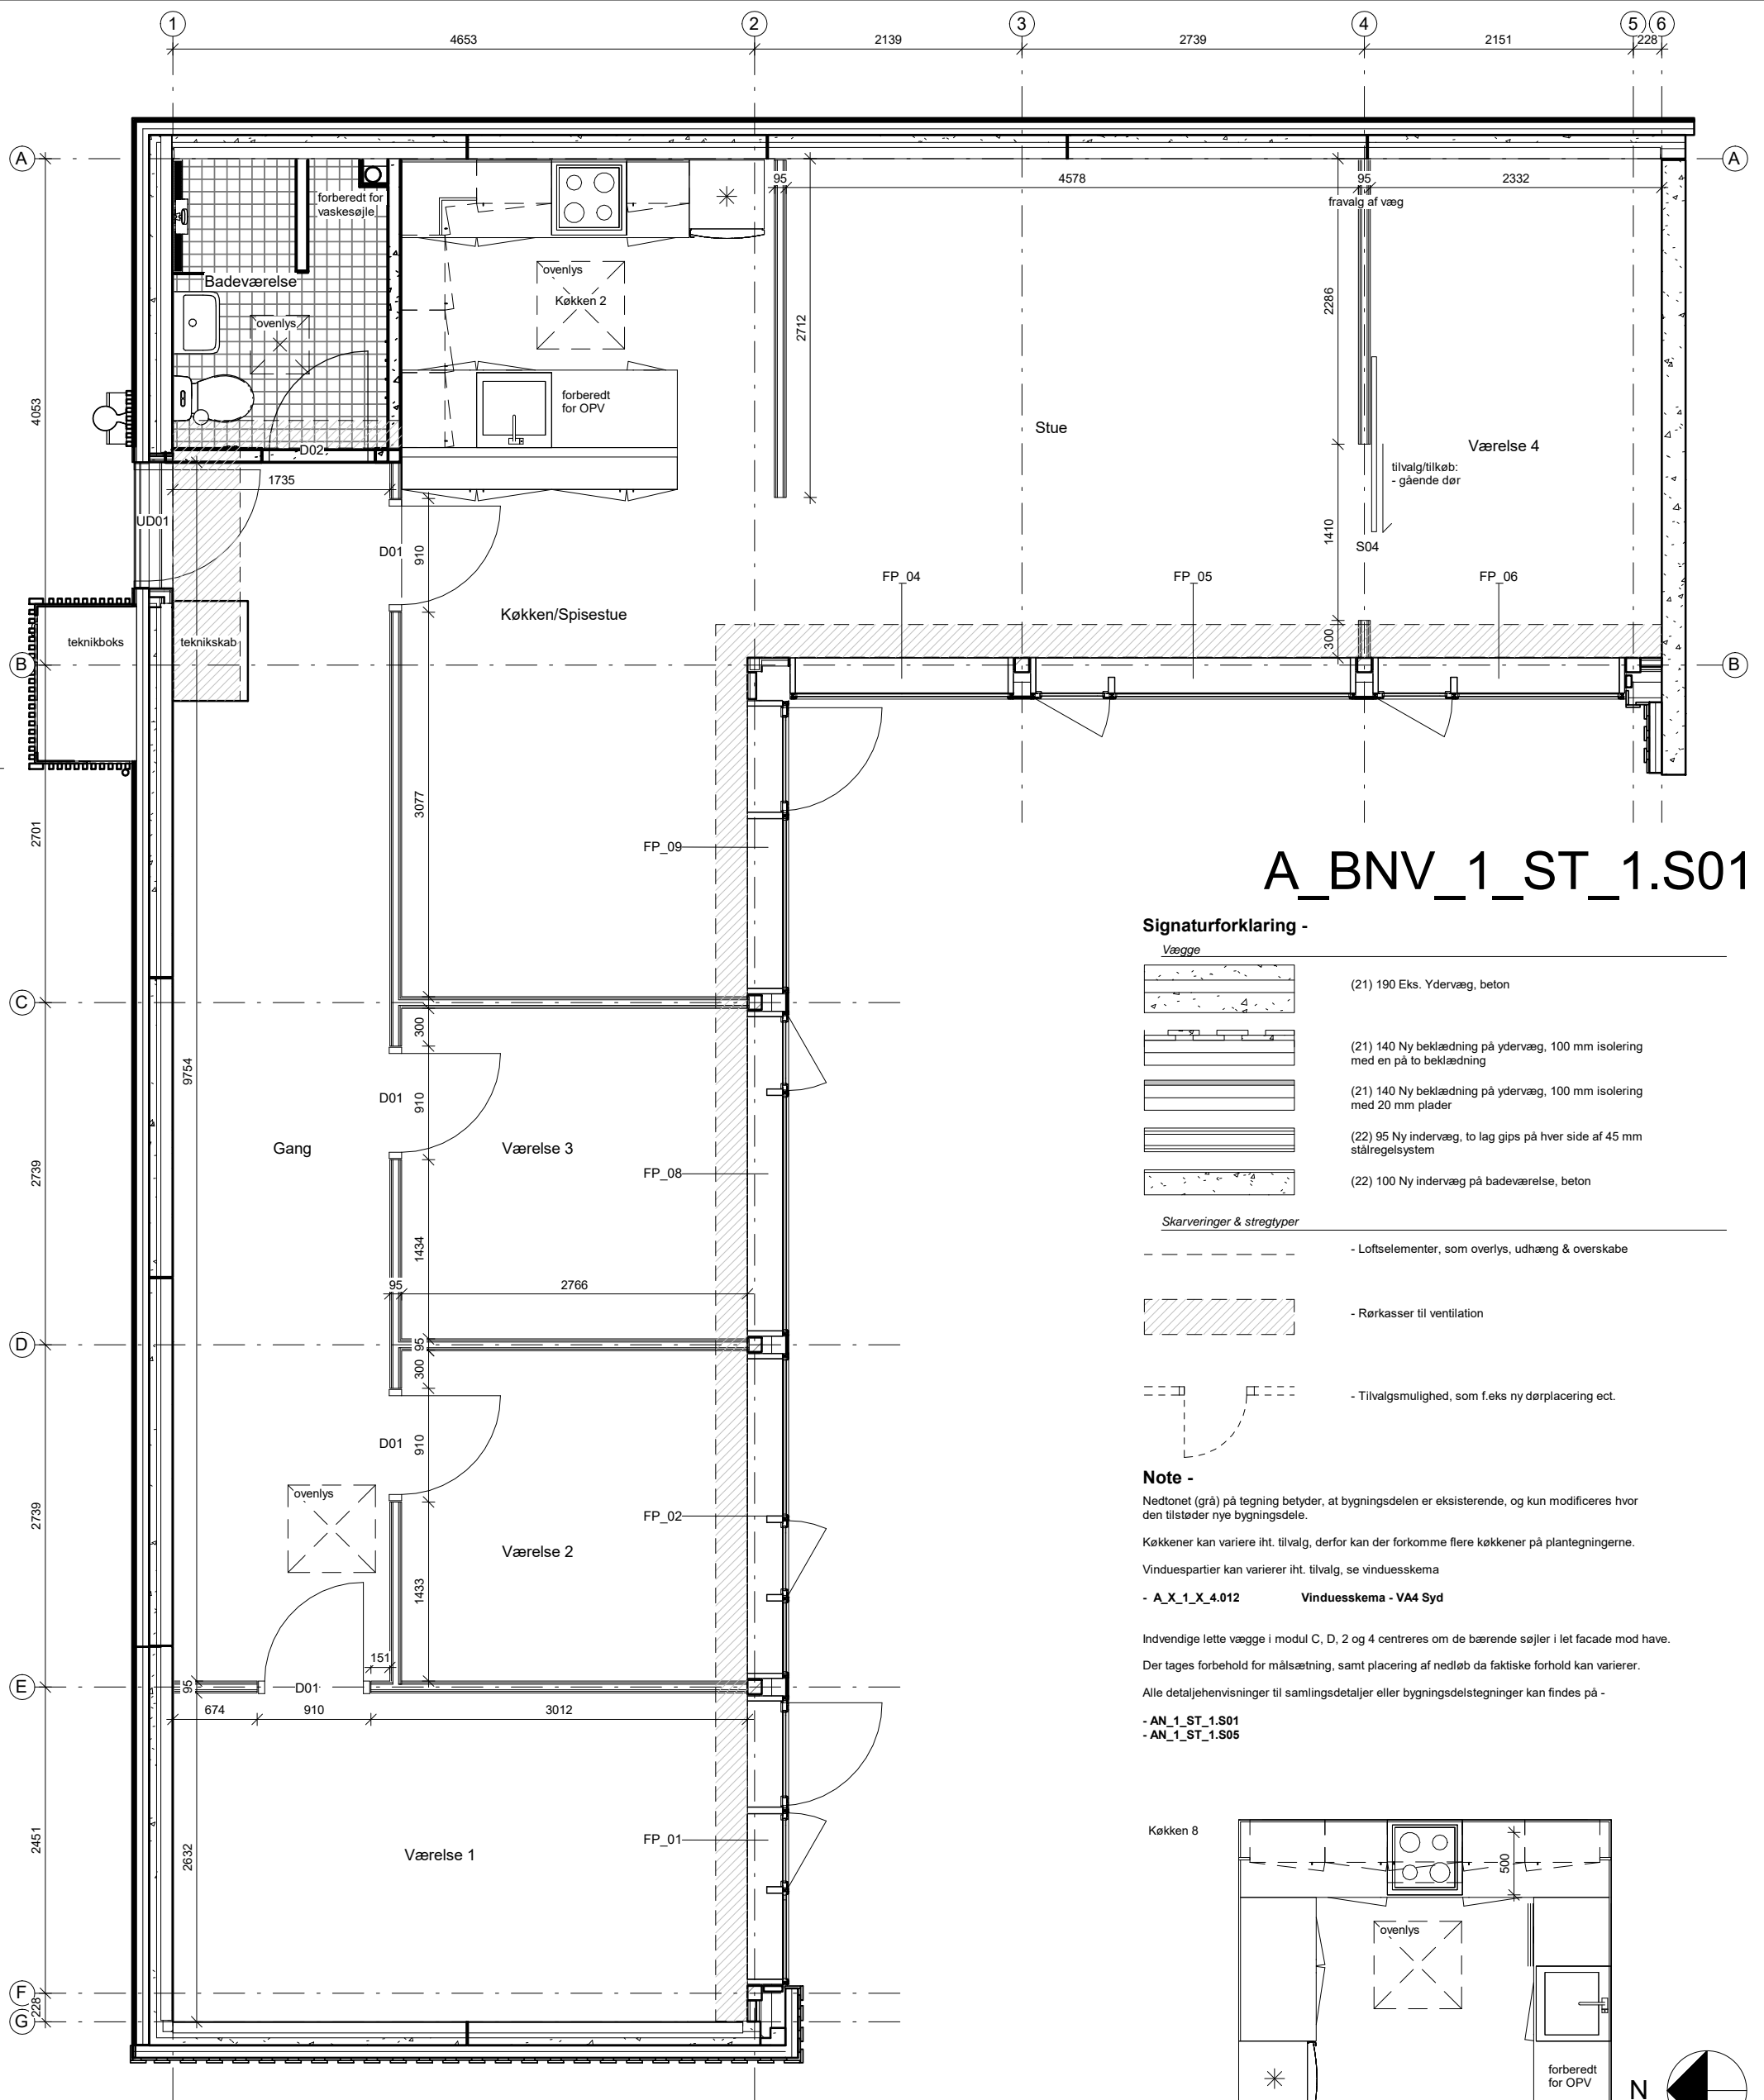 1 2 3 4 5 6
4653 2139 2739 2151 228
A A
95 4578 95 2332
fravalg af væg
forberedt for
vaskesøjle
Badeværelse
ovenlys
ovenlys
Køkken 2
2712
2286
4053
forberedt
for OPV
Stue
Værelse 4
D02
tilvalg/tilkøb:
- gående dør
1735
UD01
D01
910
1410
S04
FP_04 FP_05 FP_06
Køkken/Spisestue
300
teknikboks
teknikskab
B B
2701
3077
FP_09
A_BNV_1_ST_1.S01
Signaturforklaring -
Vægge
(21) 190 Eks. Ydervæg, beton
(21) 140 Ny beklædning på ydervæg, 100 mm isolering
med en på to beklædning
(21) 140 Ny beklædning på ydervæg, 100 mm isolering
med 20 mm plader
(22) 95 Ny indervæg, to lag gips på hver side af 45 mm
stålregelsystem
(22) 100 Ny indervæg på badeværelse, beton
Skarveringer & stregtyper
- Loftselementer, som overlys, udhæng & overskabe
- Rørkasser til ventilation
- Tilvalgsmulighed, som f.eks ny dørplacering ect.
C
300
9754
D01
910
Gang
Værelse 3
2739
FP_08
1434
95
2766
D
95
300
D01
910
ovenlys
FP_02
2739
Værelse 2
1433
151
E
95
D01
674 910 3012
FP_01
2451
2632
Værelse 1
F
228
G
Note -
Nedtonet (grå) på tegning betyder, at bygningsdelen er eksisterende, og kun modificeres hvor
den tilstøder nye bygningsdele.
Køkkener kan variere iht. tilvalg, derfor kan der forkomme flere køkkener på plantegningerne.
Vinduespartier kan varierer iht. tilvalg, se vinduesskema
- A_X_1_X_4.012 Vinduesskema - VA4 Syd
Indvendige lette vægge i modul C, D, 2 og 4 centreres om de bærende søjler i let facade mod have.
Der tages forbehold for målsætning, samt placering af nedløb da faktiske forhold kan varierer.
Alle detaljehenvisninger til samlingsdetaljer eller bygningsdelstegninger kan findes på -
- AN_1_ST_1.S01
- AN_1_ST_1.S05
Køkken 8
500
ovenlys
forberedt
for OPV
N